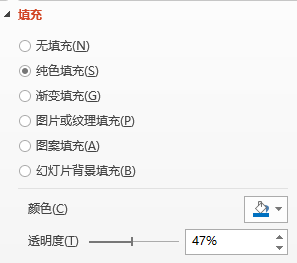 填充
无填充(N)
纯色填充(S)
渐变填充(G)
图片或纹理填充(P)
图案填充(A)
幻灯片背景填充(B)
颜色(C)
透明度(T) 47%